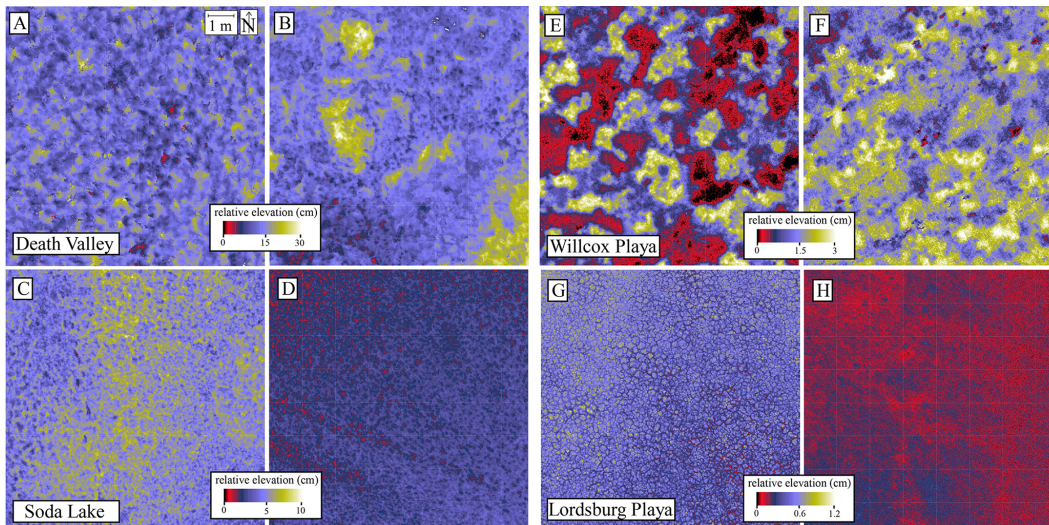 A
1 m
N
B
relative elevation (cm)
0 15 30
Death Valley
C
D
relative elevation (cm)
0 5 10
Soda Lake
E
F
relative elevation (cm)
0 1.5 3
Willcox Playa
G
H
relative elevation (cm)
0 0.6 1.2
Lordsburg Playa